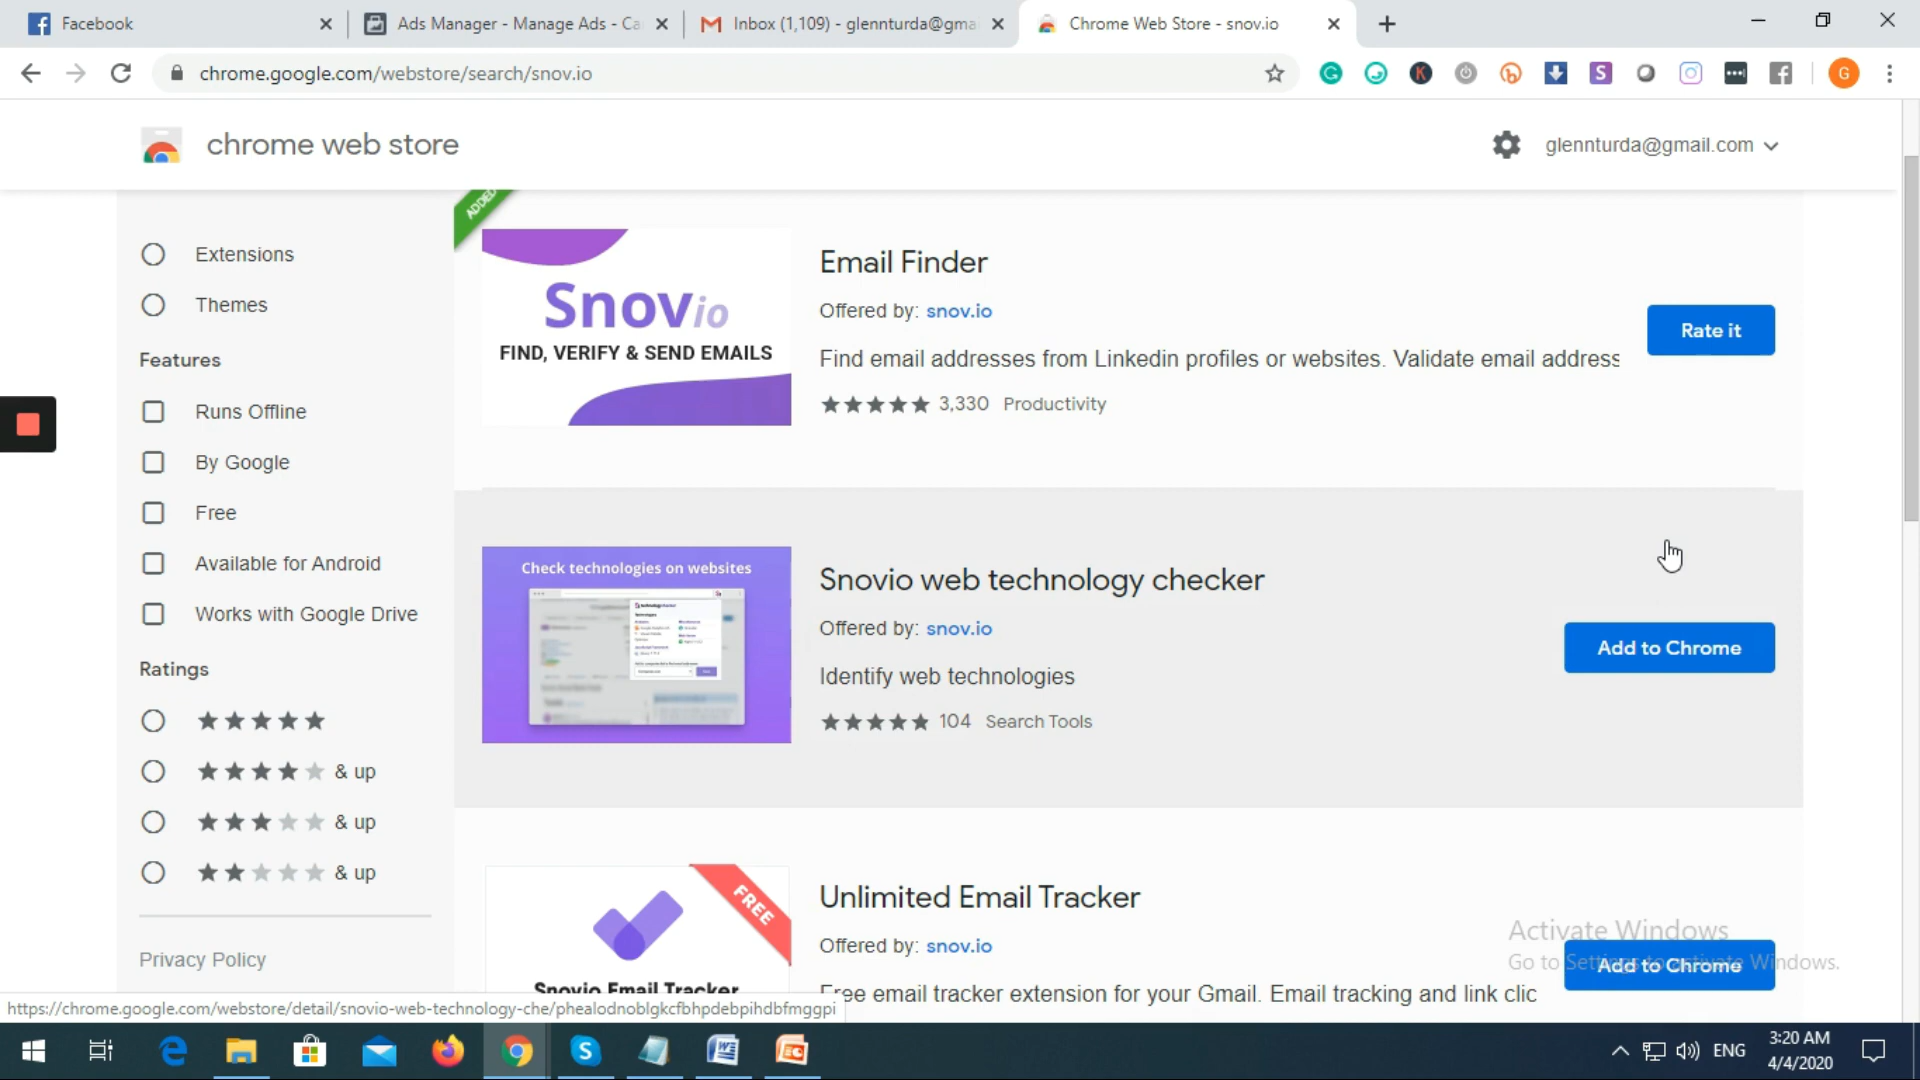 Facebook
Ads Manager - Manage Ads - Ca
Inbox (1,109) - glennturda@gma
Chrome Web Store - snov.io
chrome.google.com/webstore/search/snov.io
G
chrome web store
glennturda@gmail.com
Extensions
Themes
Features
Runs Offline
By Google
Free
Available for Android
Works with Google Drive
Ratings
& up
& up
& up
Privacy Policy
ADDED
Snovio
FIND, VERIFY & SEND EMAILS
Email Finder
Offered by: snov.io
Find email addresses from Linkedin profiles or websites. Validate email address
3,330 Productivity
Rate it
Check technologies on websites
Snovio web technology checker
Offered by: snov.io
Identify web technologies
104 Search Tools
Add to Chrome
FREE
Snovio Email Tracker
Unlimited Email Tracker
Offered by: snov.io
Free email tracker extension for your Gmail. Email tracking and link clic
Add to Chrome
Activate Windows
Go to Settings to activate Windows.
https://chrome.google.com/webstore/detail/snovio-web-technology-che/phealodnoblgkcfbhpdebpihdbfmggpi
ENG
3:20 AM
4/4/2020